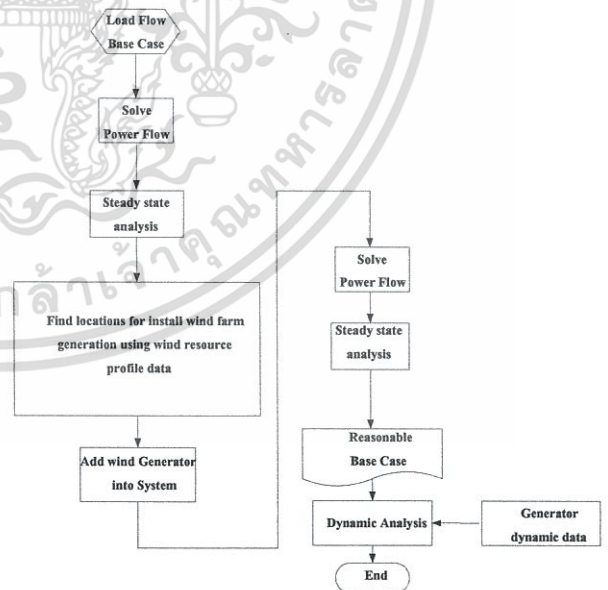 Load Flow
Base Case
Solve
Power Flow
Steady state
analysis
Find locations for install wind farm
generation using wind resource
profile data
Add wind Generator
into System
Solve
Power Flow
Steady state
analysis
Reasonable
Base Case
Dynamic Analysis
Generator
dynamic data
End